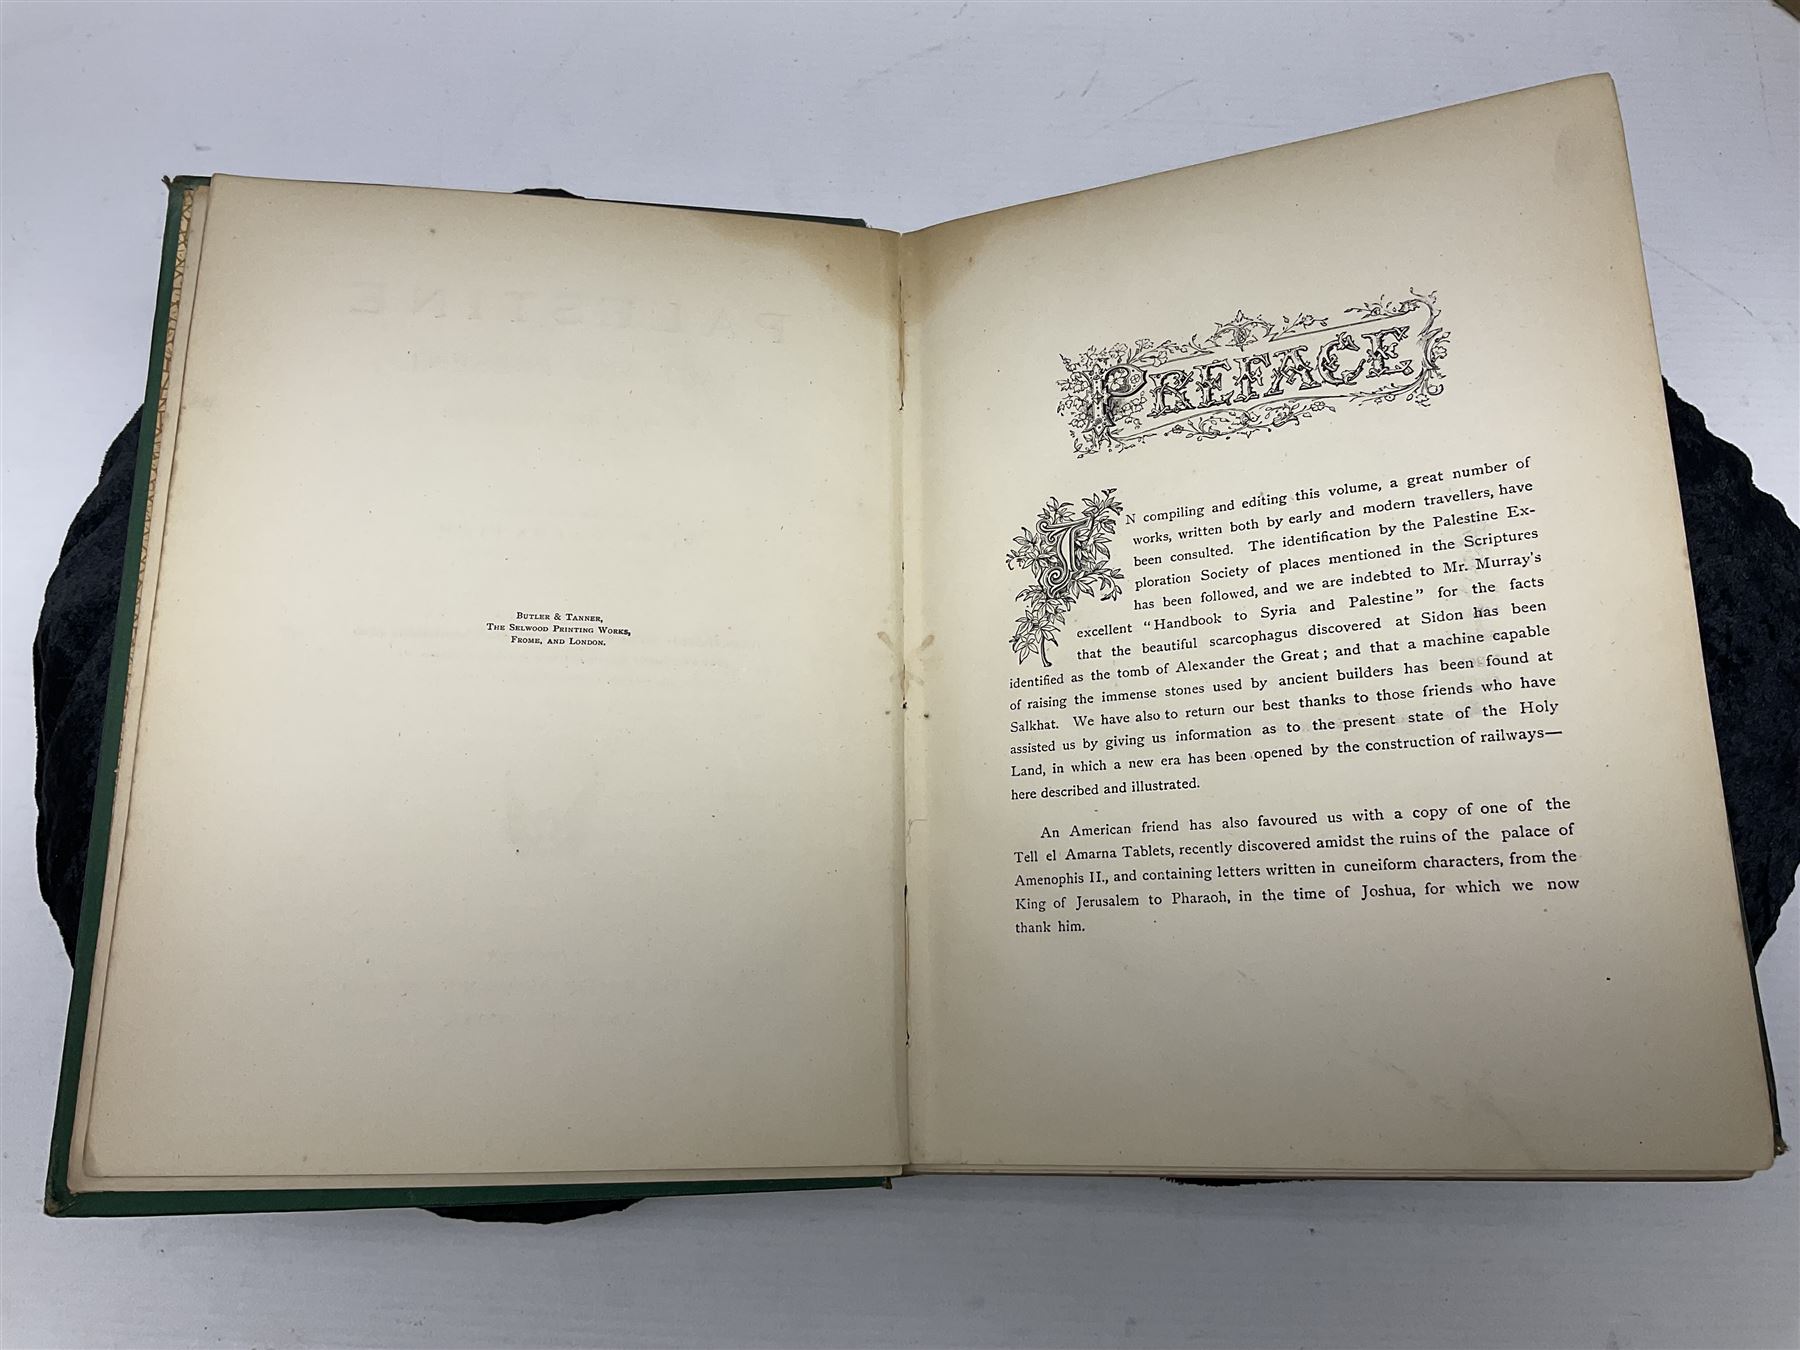 PALESTINE
BUTLER & TANNER,
THE SELWOOD PRINTING WORKS,
FROME, AND LONDON.
PREFACE.
IN compiling and editing this volume, a great number of
works, written both by early and modern travellers, have
been consulted. The identification by the Palestine Ex-
ploration Society of places mentioned in the Scriptures
has been followed, and we are indebted to Mr. Murray's
excellent "Handbook to Syria and Palestine" for the facts
that the beautiful scarcophagus discovered at Sidon has been
identified as the tomb of Alexander the Great; and that a machine capable
of raising the immense stones used by ancient builders has been found at
Salkhat. We have also to return our best thanks to those friends who have
assisted us by giving us information as to the present state of the Holy
Land, in which a new era has been opened by the construction of railways—
here described and illustrated.
An American friend has also favoured us with a copy of one of the
Tell el Amarna Tablets, recently discovered amidst the ruins of the palace of
Amenophis II., and containing letters written in cuneiform characters, from the
King of Jerusalem to Pharaoh, in the time of Joshua, for which we now
thank him.